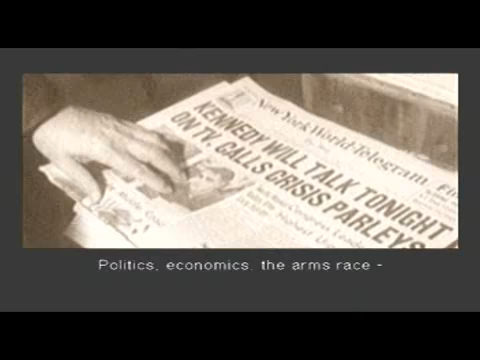 New York World-Telegram
KENNEDY WILL TALK TONIGHT
ON TV, CALLS CRISIS PARLEYS
Politics, economics, the arms race -